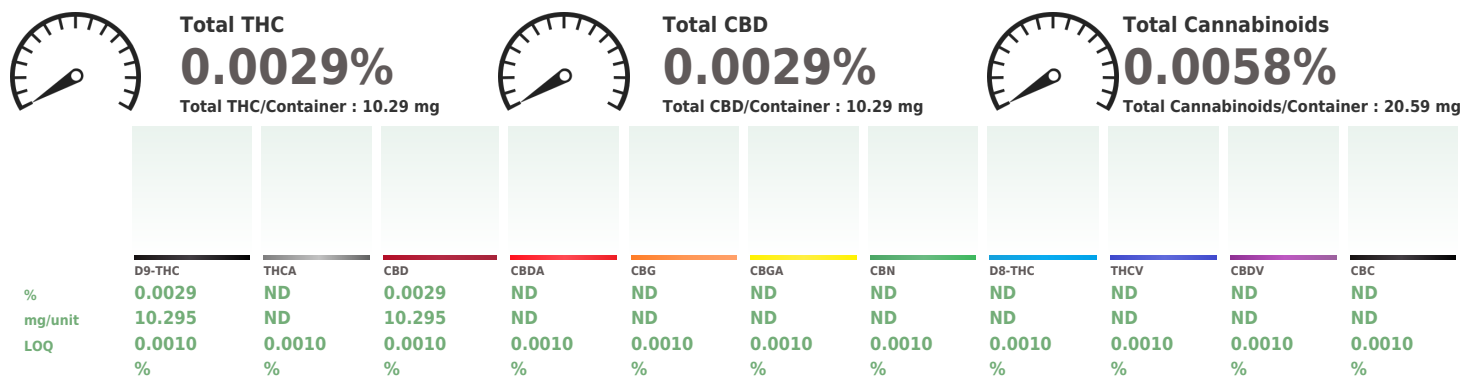 Total THC
0.0029%
Total THC/Container : 10.29 mg
Total CBD
0.0029%
Total CBD/Container : 10.29 mg
Total Cannabinoids
0.0058%
Total Cannabinoids/Container : 20.59 mg
D9-THC THCA CBD CBDA CBG CBGA CBN D8-THC THCV CBDV CBC
% 0.0029 ND 0.0029 ND ND ND ND ND ND ND ND
mg/unit 10.295 ND 10.295 ND ND ND ND ND ND ND ND
LOQ 0.0010 0.0010 0.0010 0.0010 0.0010 0.0010 0.0010 0.0010 0.0010 0.0010 0.0010
% % % % % % % % % % %